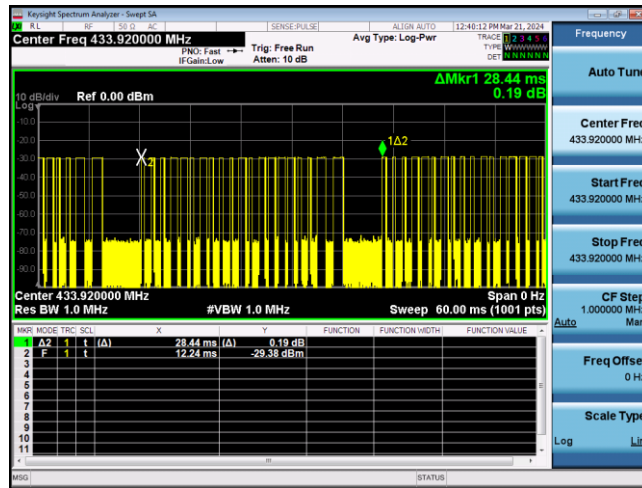 Keysight Spectrum Analyzer - Swept SA
RL RF 50 Ω AC SENSE:PULSE ALIGN AUTO 12:40:12 PM Mar 21, 2024
Center Freq 433.920000 MHz
PNO: Fast
IFGain:Low
Trig: Free Run
Atten: 10 dB
Avg Type: Log-Pwr
TRACE 1 2 3 4 5 6
TYPE WWWWWW
DET N N N N N N
ΔMkr1 28.44 ms
0.19 dB
10 dB/div Ref 0.00 dBm
Log
-10.0
-20.0
-30.0
-40.0
-50.0
-60.0
-70.0
-80.0
-90.0
2
1Δ2
Center 433.920000 MHz Span 0 Hz
Res BW 1.0 MHz #VBW 1.0 MHz Sweep 60.00 ms (1001 pts)
MKR MODE TRC SCL X Y FUNCTION FUNCTION WIDTH FUNCTION VALUE
1 Δ2 1 t (Δ) 28.44 ms (Δ) 0.19 dB
2 F 1 t 12.24 ms -29.38 dBm
3
4
5
6
7
8
9
10
11
MSG STATUS
Frequency
Auto Tune
Center Freq
433.920000 MHz
Start Freq
433.920000 MHz
Stop Freq
433.920000 MHz
CF Step
1.000000 MHz
Auto Man
Freq Offset
0 Hz
Scale Type
Log Lin